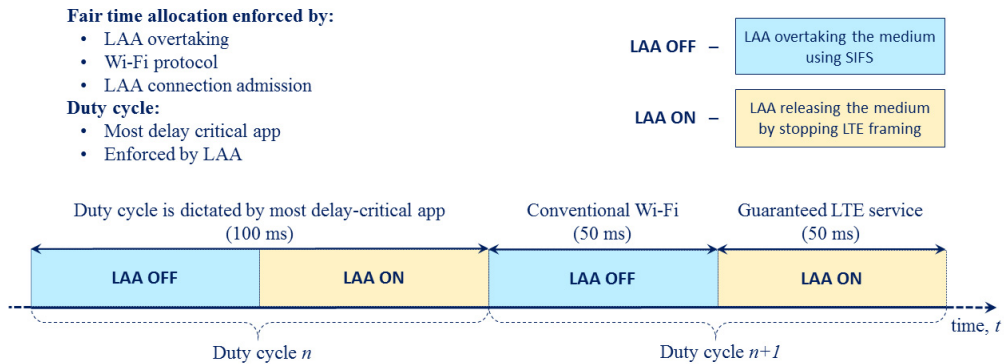 Fair time allocation enforced by:
• LAA overtaking
• Wi-Fi protocol
• LAA connection admission
Duty cycle:
• Most delay critical app
• Enforced by LAA
LAA OFF –
LAA overtaking the medium
using SIFS
LAA ON –
LAA releasing the medium
by stopping LTE framing
Duty cycle is dictated by most delay-critical app
(100 ms)
Conventional Wi-Fi
(50 ms)
Guaranteed LTE service
(50 ms)
LAA OFF
LAA ON
LAA OFF
LAA ON
time, t
Duty cycle n
Duty cycle n+1